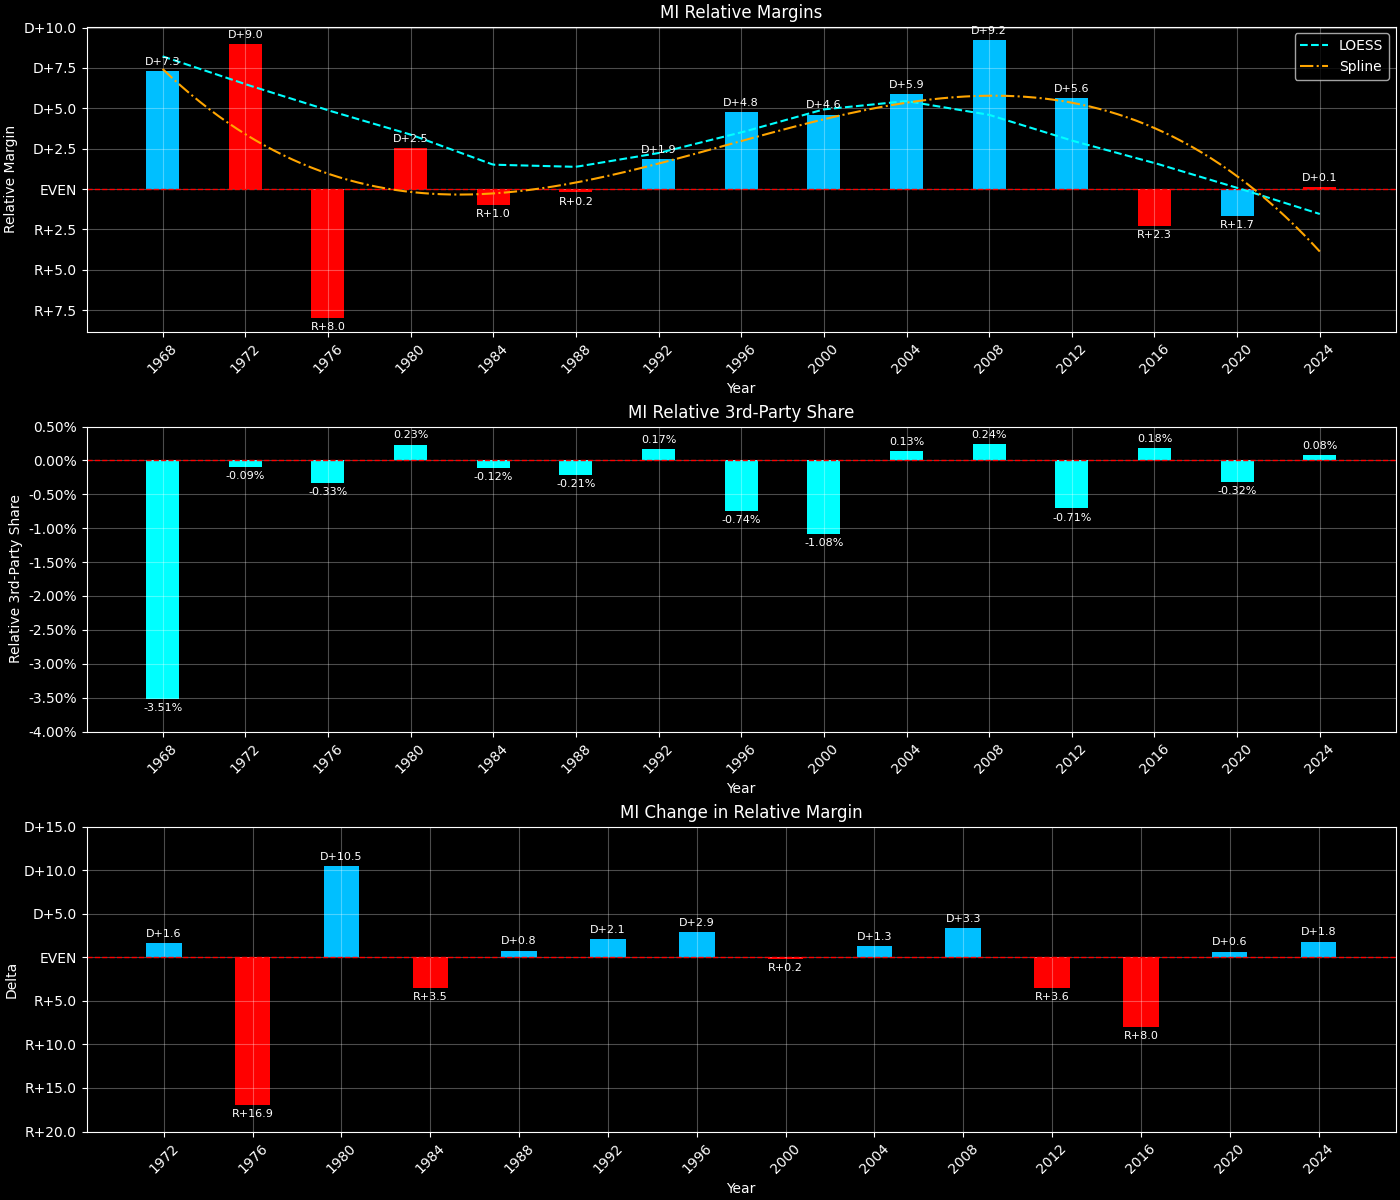 MI Relative Margins
Relative Margin
D+10.0
D+7.5
D+5.0
D+2.5
EVEN
R+2.5
R+5.0
R+7.5
D+7.3
D+9.0
R+8.0
D+2.5
R+1.0
R+0.2
D+1.9
D+4.8
D+4.6
D+5.9
D+9.2
D+5.6
R+2.3
R+1.7
D+0.1
LOESS
Spline
1968
1972
1976
1980
1984
1988
1992
1996
2000
2004
2008
2012
2016
2020
2024
Year
MI Relative 3rd-Party Share
Relative 3rd-Party Share
0.50%
0.00%
-0.50%
-1.00%
-1.50%
-2.00%
-2.50%
-3.00%
-3.50%
-4.00%
-3.51%
-0.09%
-0.33%
0.23%
-0.12%
-0.21%
0.17%
-0.74%
-1.08%
0.13%
0.24%
-0.71%
0.18%
-0.32%
0.08%
1968
1972
1976
1980
1984
1988
1992
1996
2000
2004
2008
2012
2016
2020
2024
Year
MI Change in Relative Margin
Delta
D+15.0
D+10.0
D+5.0
EVEN
R+5.0
R+10.0
R+15.0
R+20.0
D+1.6
R+16.9
D+10.5
R+3.5
D+0.8
D+2.1
D+2.9
R+0.2
D+1.3
D+3.3
R+3.6
R+8.0
D+0.6
D+1.8
1972
1976
1980
1984
1988
1992
1996
2000
2004
2008
2012
2016
2020
2024
Year